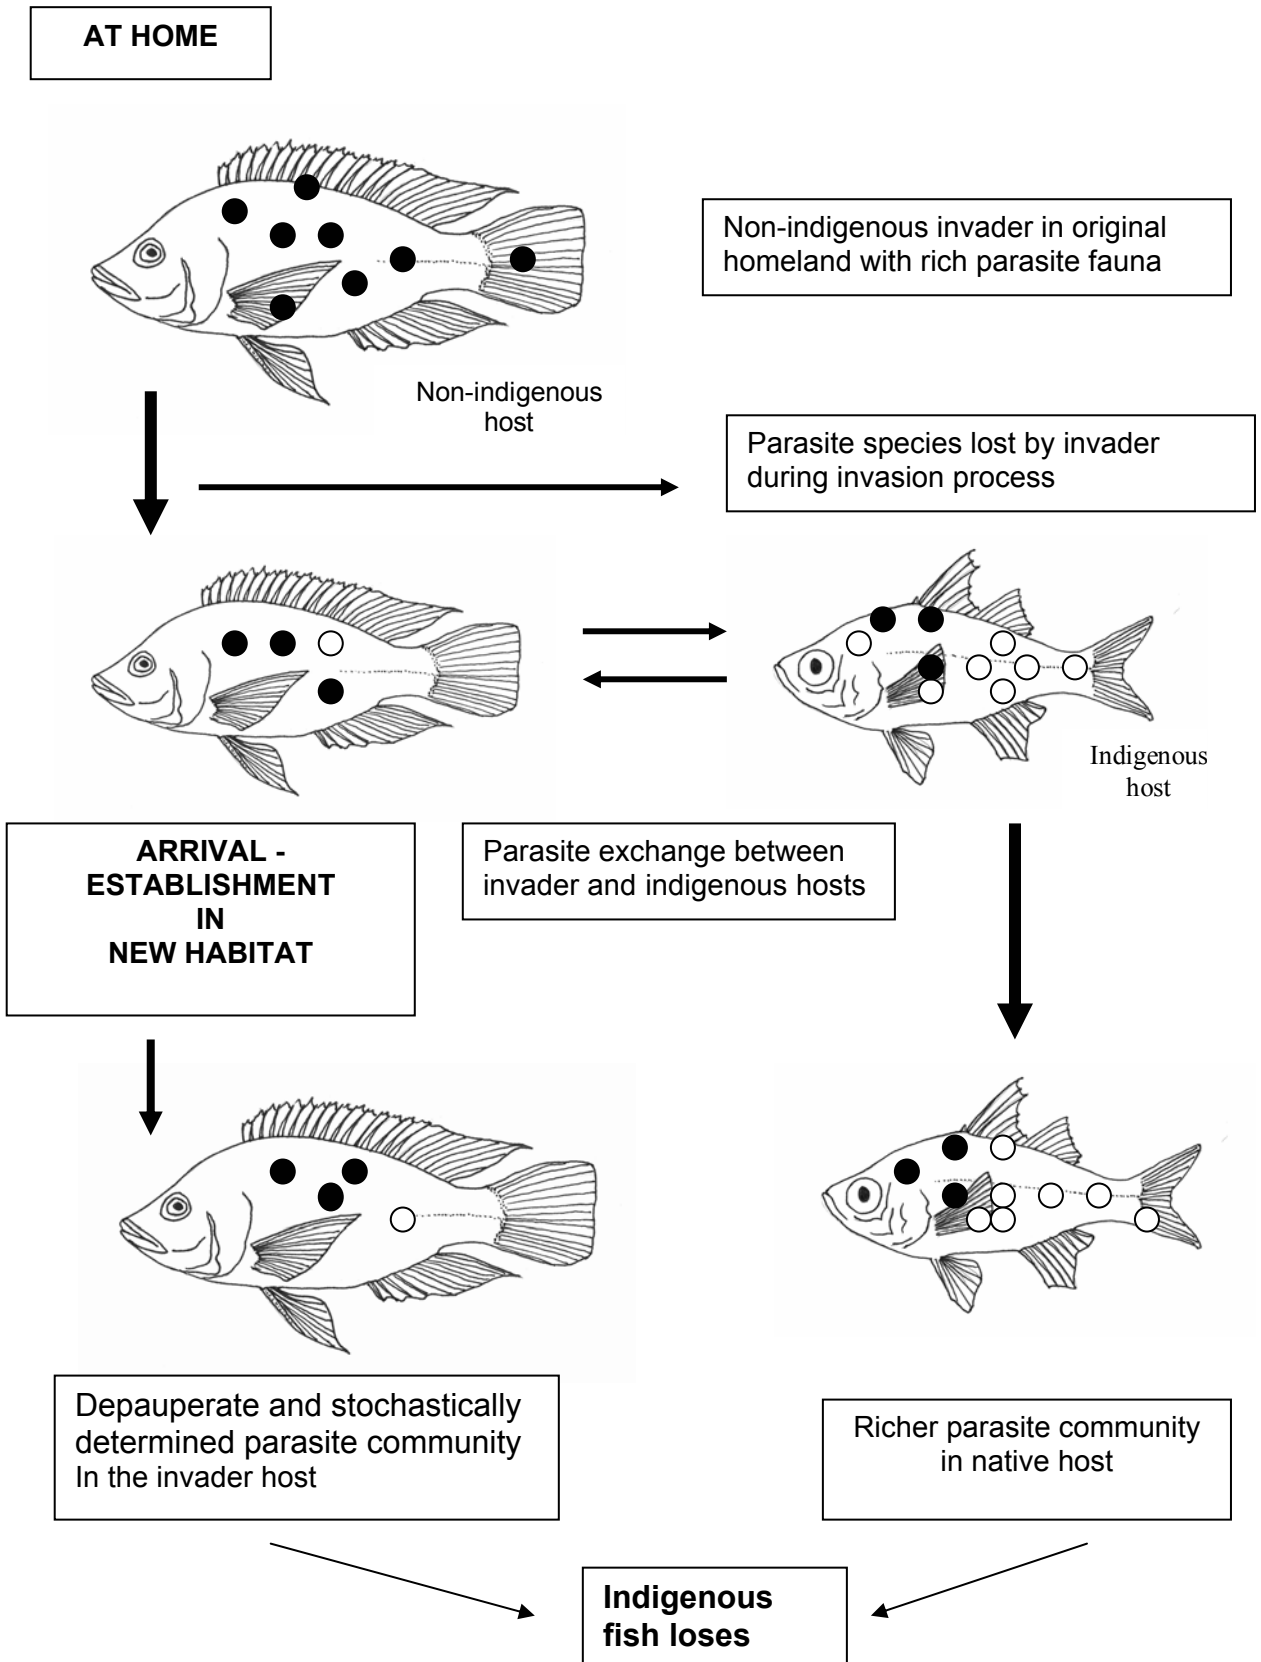 AT HOME
Non-indigenous invader in original
homeland with rich parasite fauna
Non-indigenous
host
Parasite species lost by invader
during invasion process
Indigenous
host
ARRIVAL -
ESTABLISHMENT
IN
NEW HABITAT
Parasite exchange between
invader and indigenous hosts
Depauperate and stochastically
determined parasite community
In the invader host
Richer parasite community
in native host
Indigenous
fish loses